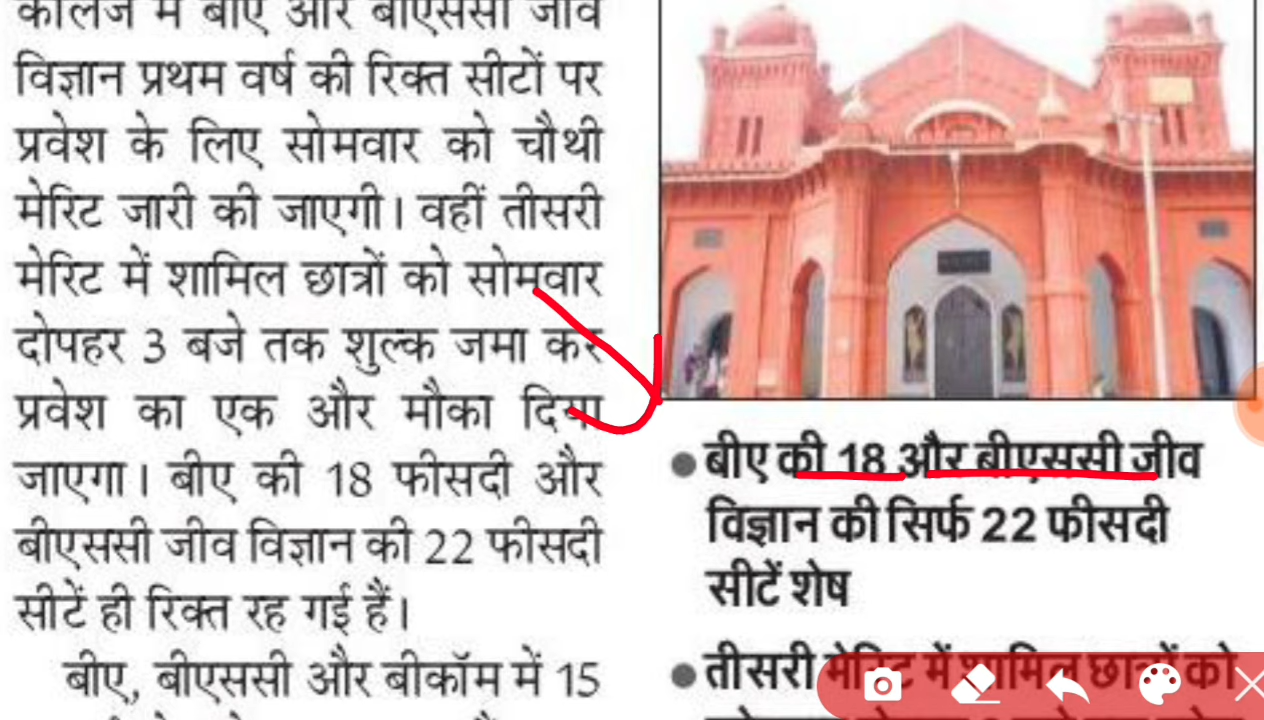 कॉलेज में बीए और बीएससी जीव
विज्ञान प्रथम वर्ष की रिक्त सीटों पर
प्रवेश के लिए सोमवार को चौथी
मेरिट जारी की जाएगी। वहीं तीसरी
मेरिट में शामिल छात्रों को सोमवार
दोपहर 3 बजे तक शुल्क जमा कर
प्रवेश का एक और मौका दिया
जाएगा। बीए की 18 फीसदी और
बीएससी जीव विज्ञान की 22 फीसदी
सीटें ही रिक्त रह गई हैं।
बीए, बीएससी और बीकॉम में 15
बीए की 18 और बीएससी जीव
विज्ञान की सिर्फ 22 फीसदी
सीटें शेष
तीसरी मेरिट में शामिल छात्रों को